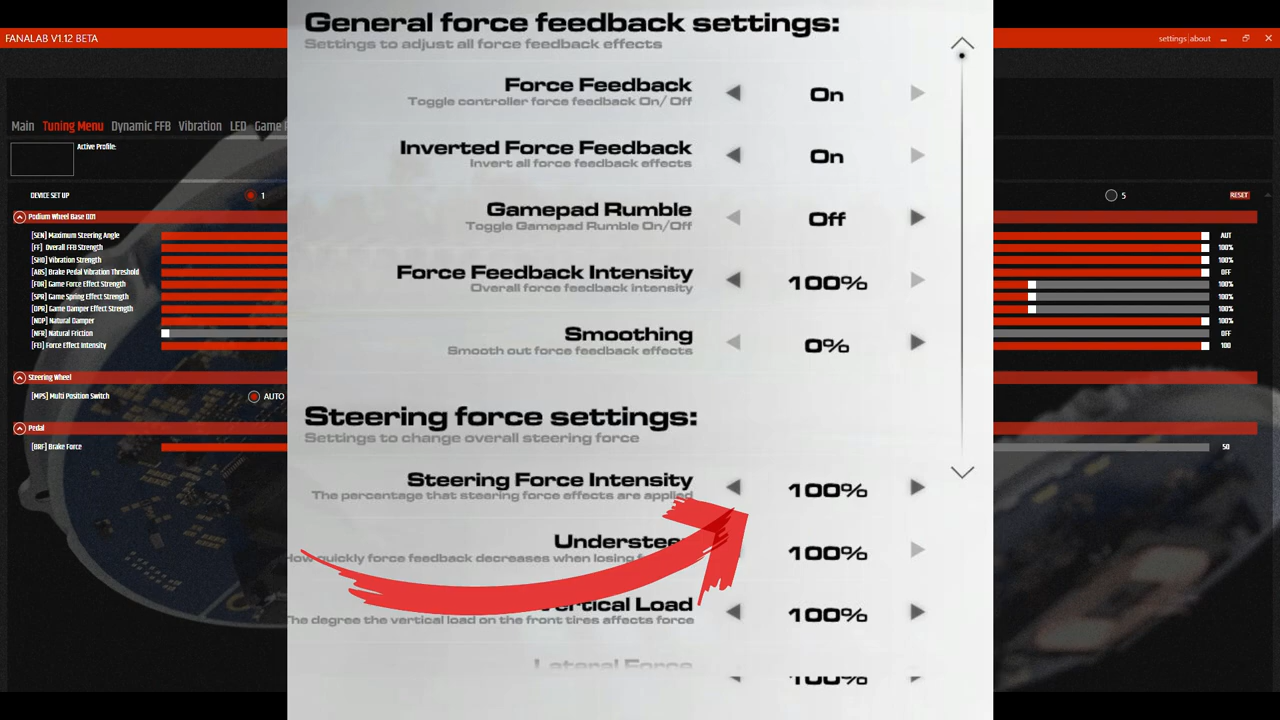 FANALAB V1.12 BETA
settings about
Main Tuning Menu Dynamic FFB Vibration LED Game
Active Profile:
DEVICE SET UP 1 5 RESET
Podium Wheel Base DD1
[SEN] Maximum Steering Angle AUT
[FF] Overall FFB Strength 100%
[SHO] Vibration Strength 100%
[ABS] Brake Pedal Vibration Threshold OFF
[FOR] Game Force Effect Strength 100%
[SPR] Game Spring Effect Strength 100%
[DPR] Game Damper Effect Strength 100%
[NDP] Natural Damper 100%
[NFR] Natural Friction OFF
[FEI] Force Effect Intensity 100
Steering Wheel
[MPS] Multi Position Switch AUTO
Pedal
[BRF] Brake Force 50
General force feedback settings:
Settings to adjust all force feedback effects
Force Feedback On
Toggle controller force feedback On/ Off
Inverted Force Feedback On
Invert all force feedback effects
Gamepad Rumble Off
Toggle Gamepad Rumble On/Off
Force Feedback Intensity 100%
Overall force feedback intensity
Smoothing 0%
Smooth out force feedback effects
Steering force settings:
Settings to change overall steering force
Steering Force Intensity 100%
The percentage that steering force effects are applied
Understeer 100%
How quickly force feedback decreases when losing
Vertical Load 100%
The degree the vertical load on the front tires affects force
Lateral Force 100%